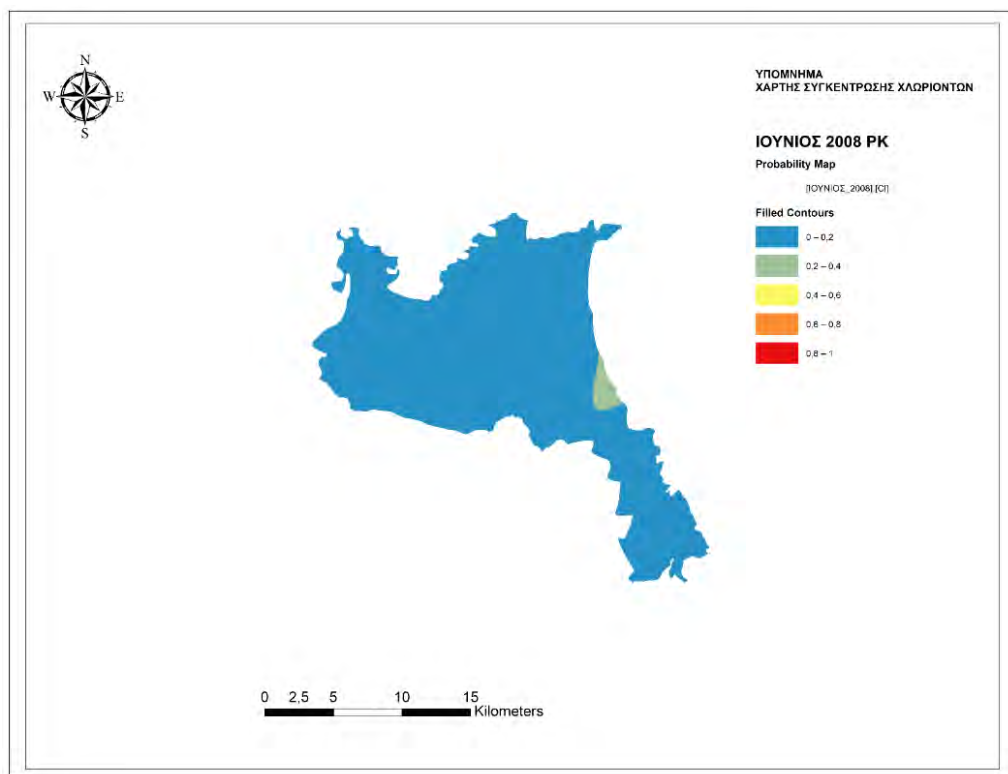 N
W E
S
ΥΠΟΜΝΗΜΑ
ΧΑΡΤΗΣ ΣΥΓΚΕΝΤΡΩΣΗΣ ΧΛΩΡΙΟΝΤΩΝ
ΙΟΥΝΙΟΣ 2008 PK
Probability Map
[ΙΟΥΝΙΟΣ_2008].[Cl]
Filled Contours
0 – 0,2
0,2 – 0,4
0,4 – 0,6
0,6 – 0,8
0,8 – 1
0 2,5 5 10 15
Kilometers